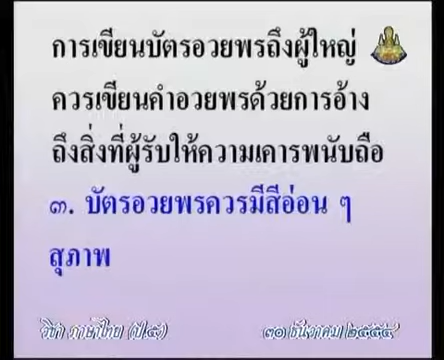 การเขียนบัตรอวยพรถึงผู้ใหญ่
ควรเขียนคำอวยพรด้วยการอ้าง
ถึงสิ่งที่ผู้รับให้ความเคารพนับถือ
๓. บัตรอวยพรควรมีสีอ่อน ๆ
สุภาพ
วิชา ภาษาไทย (ป.๕)
๓๐ ธันวาคม ๒๕๕๔